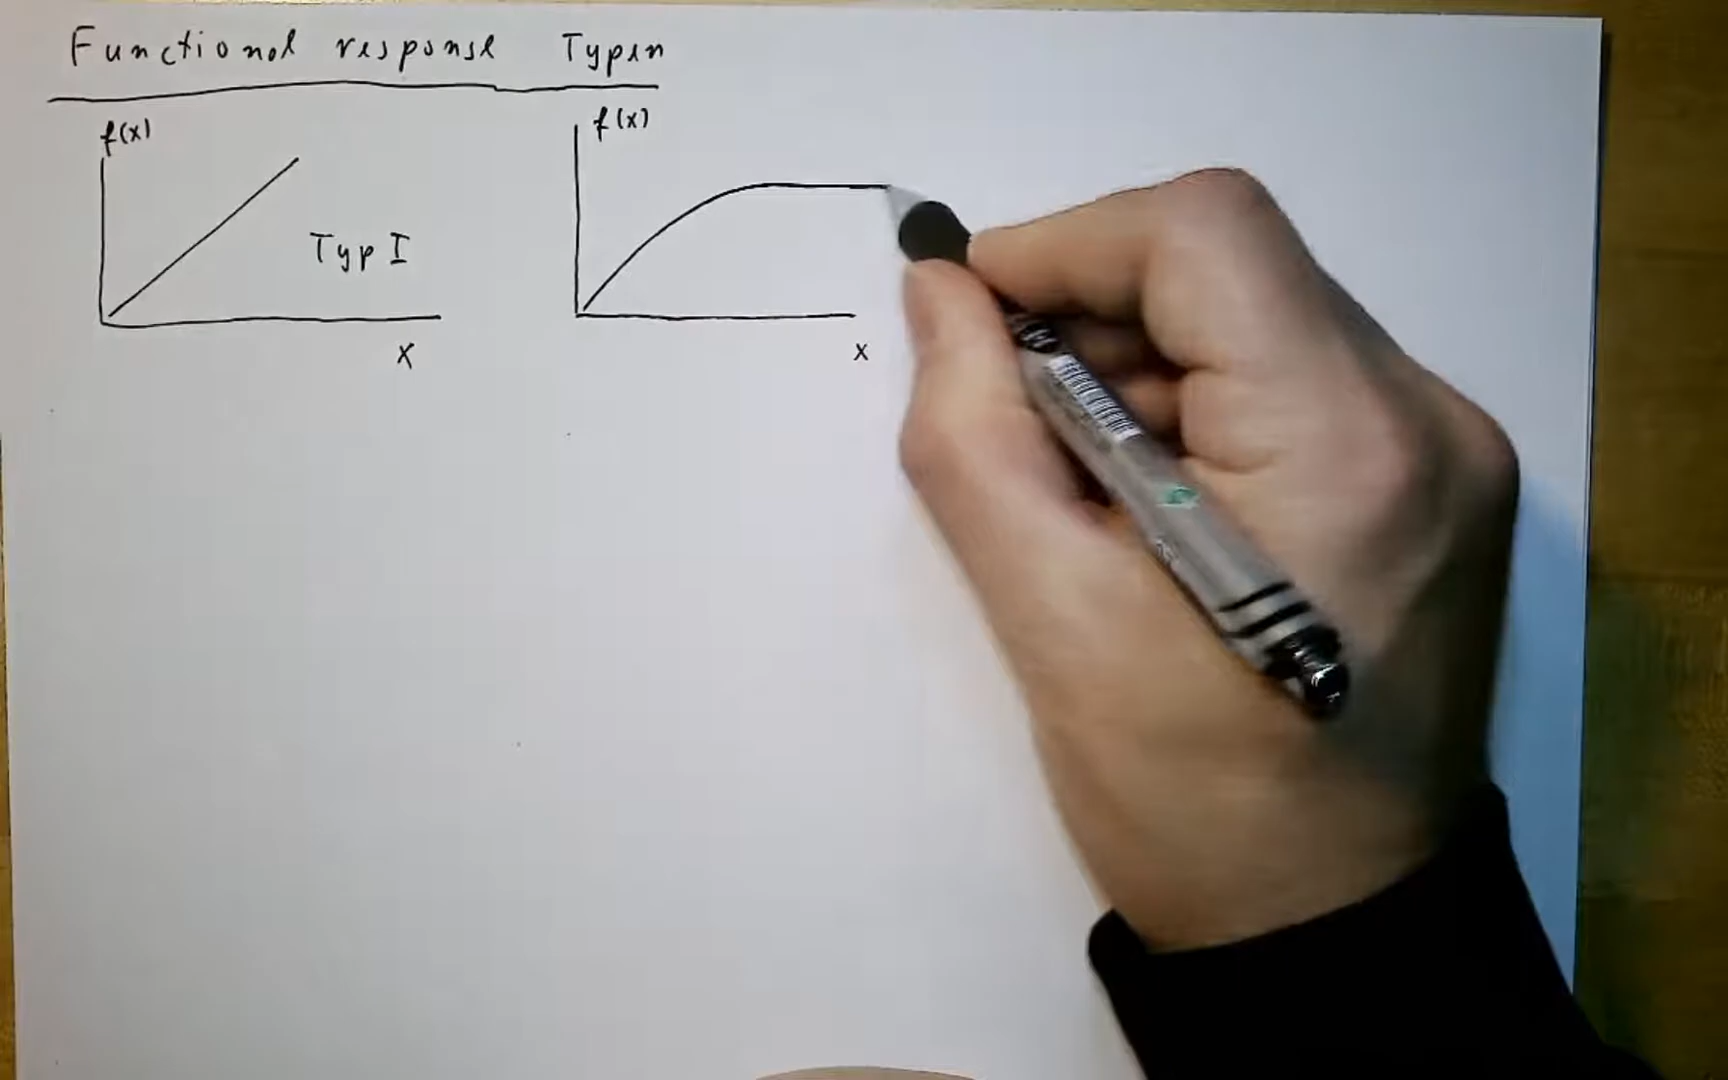 Functional response Typen
f(x)
f(x)
Typ I
x
x